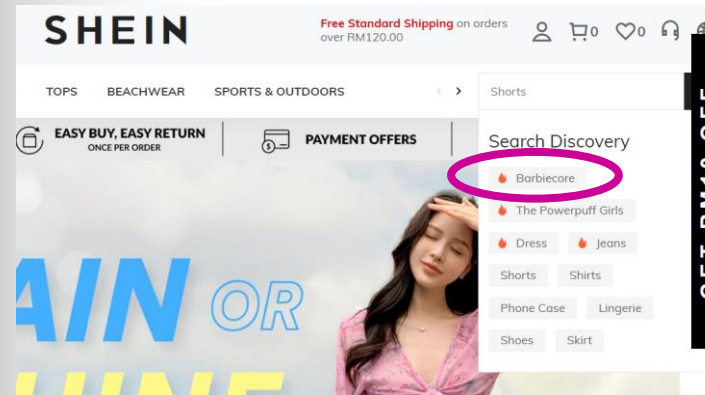 SHEIN
Free Standard Shipping on orders
over RM120.00
0
0
TOPS BEACHWEAR SPORTS & OUTDOORS
Shorts
EASY BUY, EASY RETURN
ONCE PER ORDER
PAYMENT OFFERS
Search Discovery
Barbiecore
The Powerpuff Girls
Dress Jeans
Shorts Shirts
Phone Case Lingerie
Shoes Skirt
AIN OR